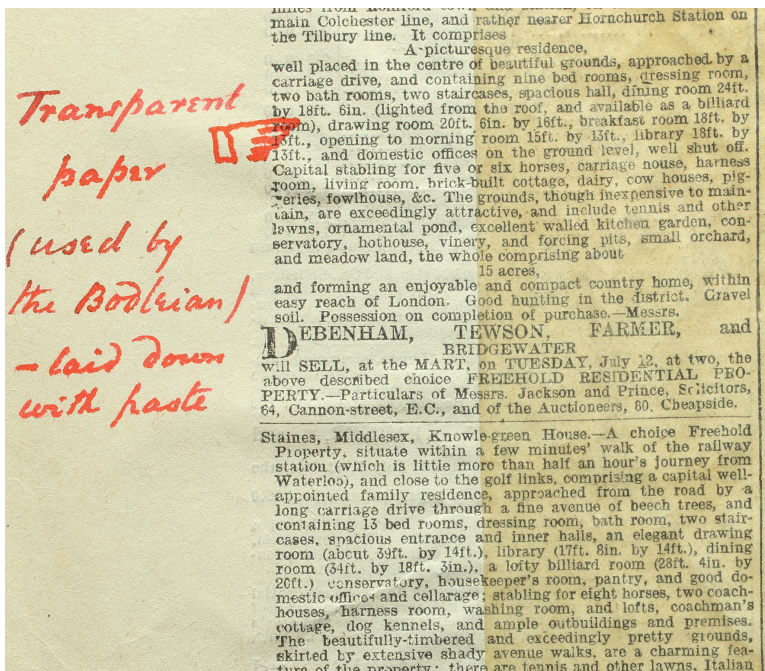 Transparent
paper
(used by
the Bodleian)
– laid down
with paste
main Colchester line, and rather nearer Hornchurch Station on
the Tilbury line. It comprises
A picturesque residence,
well placed in the centre of beautiful grounds, approached by a
carriage drive, and containing nine bed rooms, dressing room,
two bath rooms, two staircases, spacious hall, dining room 24ft.
by 18ft. 6in. (lighted from the roof, and available as a billiard
room), drawing room 20ft. 6in. by 16ft., breakfast room 18ft. by
13ft., opening to morning room 15ft. by 13ft., library 18ft. by
13ft., and domestic offices on the ground level, well shut off.
Capital stabling for five or six horses, carriage house, harness
room, living room, brick-built cottage, dairy, cow houses, pig-
geries, fowlhouse, &c. The grounds, though inexpensive to main-
tain, are exceedingly attractive, and include tennis and other
lawns, ornamental pond, excellent walled kitchen garden, con-
servatory, hothouse, vinery, and forcing pits, small orchard,
and meadow land, the whole comprising about
15 acres,
and forming an enjoyable and compact country home, within
easy reach of London. Good hunting in the district. Gravel
soil. Possession on completion of purchase.—Messrs.
DEBENHAM, TEWSON, FARMER, and
BRIDGEWATER
will SELL, at the MART, on TUESDAY, July 12, at two, the
above described choice FREEHOLD RESIDENTIAL PRO-
PERTY.—Particulars of Messrs. Jackson and Prince, Solicitors,
64, Cannon-street, E.C., and of the Auctioneers, 80, Cheapside.
Staines, Middlesex, Knowle-green House.—A choice Freehold
Property, situate within a few minutes' walk of the railway
station (which is little more than half an hour's journey from
Waterloo), and close to the golf links, comprising a capital well-
appointed family residence, approached from the road by a
long carriage drive through a fine avenue of beech trees, and
containing 13 bed rooms, dressing room, bath room, two stair-
cases, spacious entrance and inner halls, an elegant drawing
room (about 39ft. by 14ft.), library (17ft. 8in. by 14ft.), dining
room (34ft. by 18ft. 3in.), a lofty billiard room (28ft. 4in. by
20ft.) conservatory, housekeeper's room, pantry, and good do-
mestic offices and cellarage; stabling for eight horses, two coach-
houses, harness room, washing room, and lofts, coachman's
cottage, dog kennels, and ample outbuildings and premises.
The beautifully-timbered and exceedingly pretty grounds,
skirted by extensive shady avenue walks, are a charming fea-
ture of the property; there are tennis and other lawns, Italian